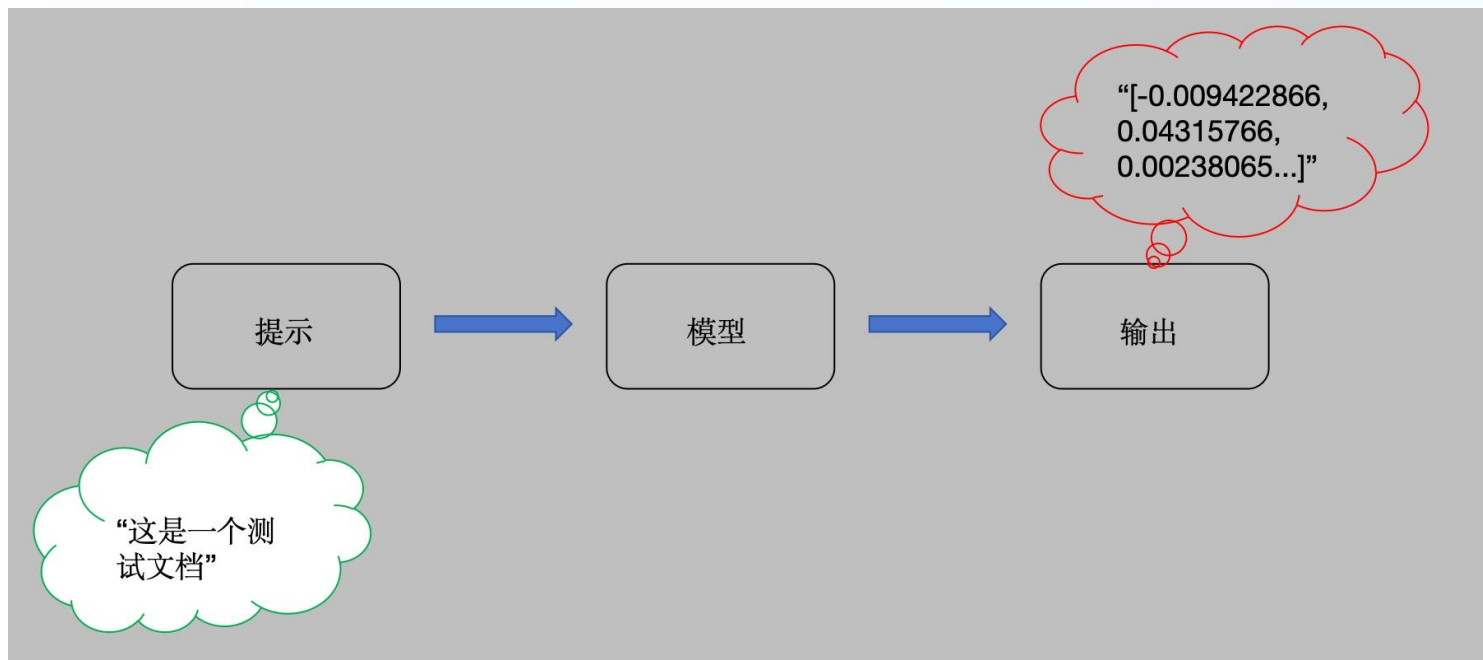 “[-0.009422866,
0.04315766,
0.00238065...]”
提示
模型
输出
“这是一个测
试文档”